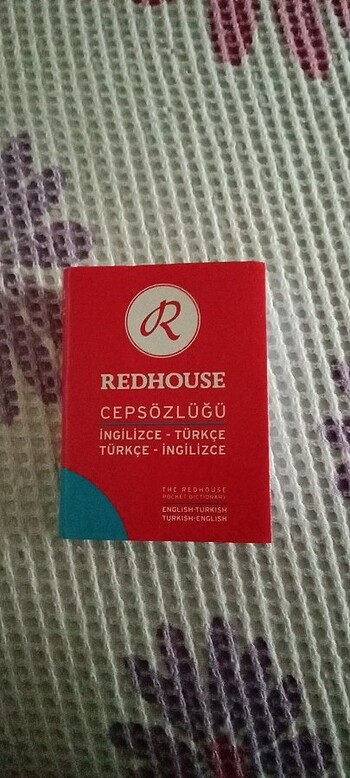 R
REDHOUSE
CEPSÖZLÜĞÜ
İNGİLİZCE - TÜRKÇE
TÜRKÇE - İNGİLİZCE
THE REDHOUSE
POCKET DICTIONARY
ENGLISH-TURKISH
TURKISH-ENGLISH